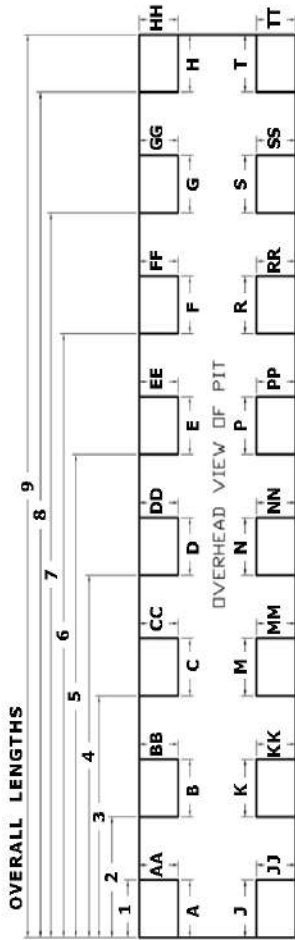 OVERALL LENGTHS
9
8
7
6
5
4
3
2
1
AA BB CC DD EE FF GG HH
A B C D E F G H
OVERHEAD VIEW OF PIT
J K M N P R S T
JJ KK MM NN PP RR SS TT